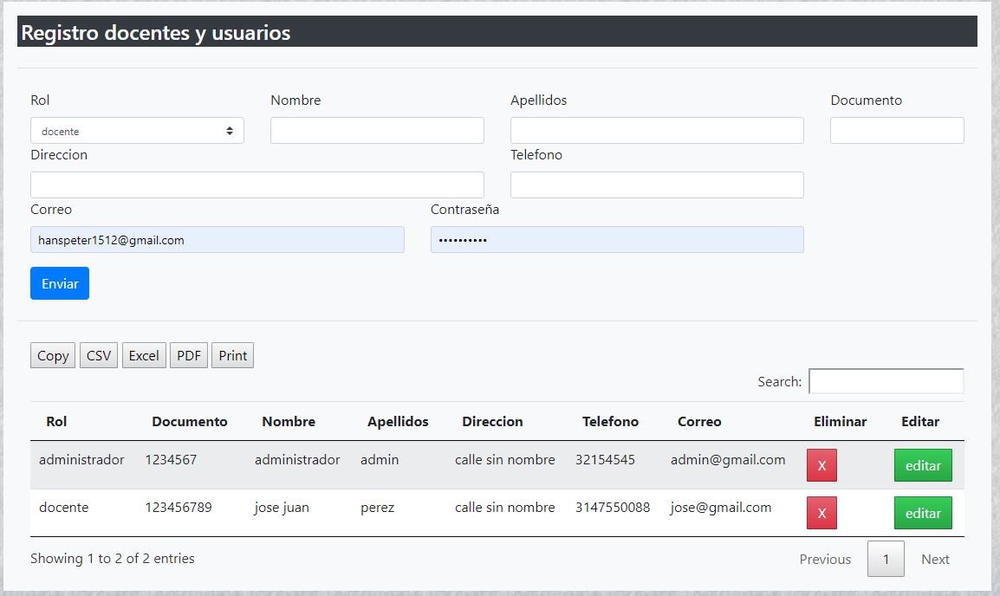 Registro docentes y usuarios
Rol Nombre Apellidos Documento
docente
Direccion Telefono
Correo Contraseña
hanspeter1512@gmail.com ••••••••••
Enviar
Copy CSV Excel PDF Print
Search:
Rol Documento Nombre Apellidos Direccion Telefono Correo Eliminar Editar
administrador 1234567 administrador admin calle sin nombre 32154545 admin@gmail.com X editar
docente 123456789 jose juan perez calle sin nombre 3147550088 jose@gmail.com X editar
Showing 1 to 2 of 2 entries Previous 1 Next